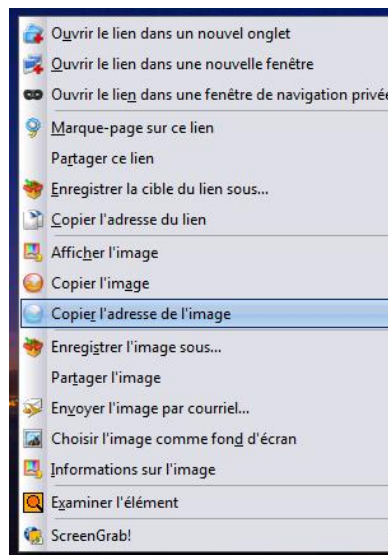 Ouvrir le lien dans un nouvel onglet
Ouvrir le lien dans une nouvelle fenêtre
Ouvrir le lien dans une fenêtre de navigation privée
Marque-page sur ce lien
Partager ce lien
Enregistrer la cible du lien sous...
Copier l'adresse du lien
Afficher l'image
Copier l'image
Copier l'adresse de l'image
Enregistrer l'image sous...
Partager l'image
Envoyer l'image par courriel...
Choisir l'image comme fond d'écran
Informations sur l'image
Examiner l'élément
ScreenGrab!